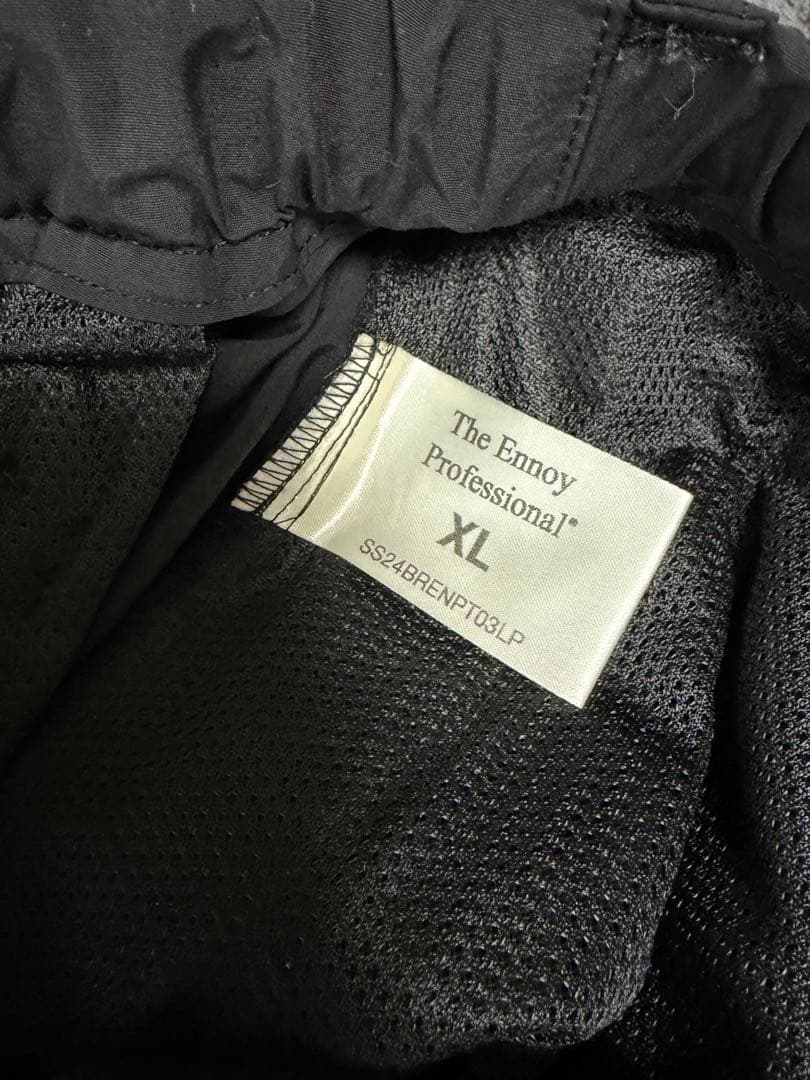 The Ennoy
Professional®
XL
SS24BRENPT03LP